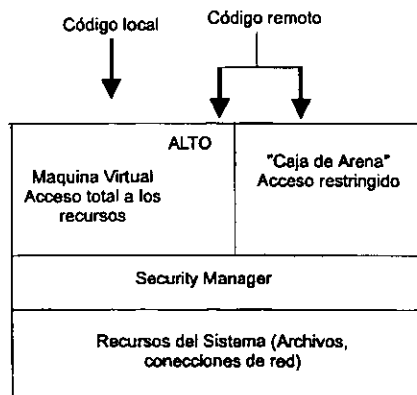 Código local
Código remoto
ALTO
Maquina Virtual
Acceso total a los
recursos
"Caja de Arena"
Acceso restringido
Security Manager
Recursos del Sistema (Archivos,
conecciones de red)